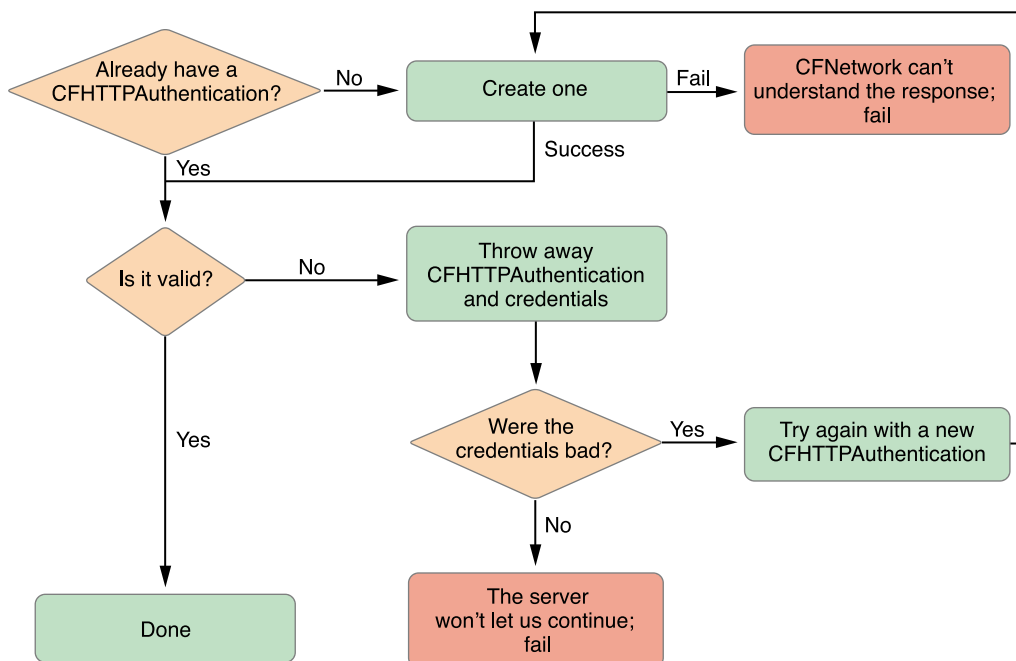 Already have a
CFHTTPAuthentication?
No
Create one
Fail
CFNetwork can't
understand the response;
fail
Yes
Success
Is it valid?
No
Throw away
CFHTTPAuthentication
and credentials
Yes
Were the
credentials bad?
Yes
Try again with a new
CFHTTPAuthentication
No
Done
The server
won't let us continue;
fail